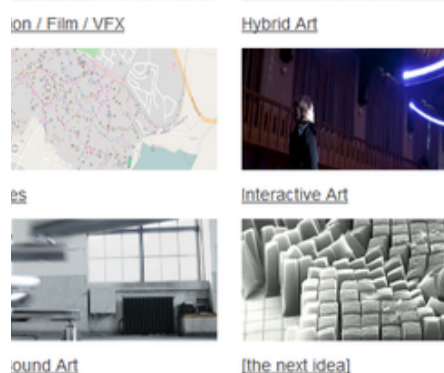 ion / Film / VFX
Hybrid Art
es
Interactive Art
ound Art
[the next idea]